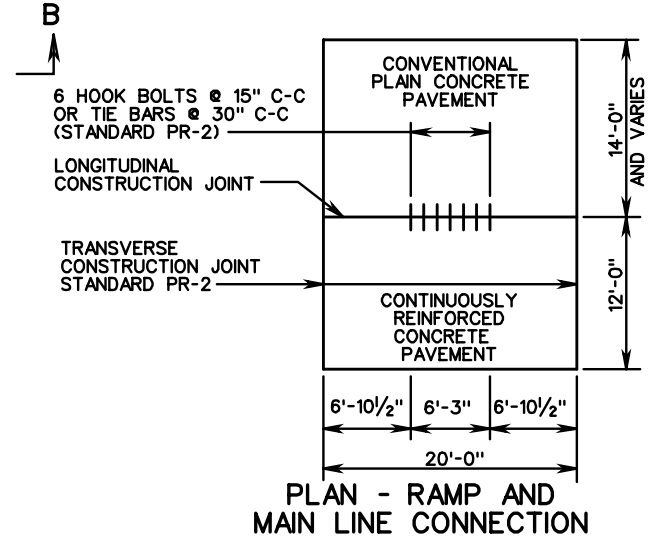 B
CONVENTIONAL
PLAIN CONCRETE
PAVEMENT
6 HOOK BOLTS @ 15" C-C
OR TIE BARS @ 30" C-C
(STANDARD PR-2)
14'-0"
AND VARIES
LONGITUDINAL
CONSTRUCTION JOINT
TRANSVERSE
CONSTRUCTION JOINT
STANDARD PR-2
12'-0"
CONTINUOUSLY
REINFORCED
CONCRETE
PAVEMENT
6'-10½" 6'-3" 6'-10½"
20'-0"
PLAN - RAMP AND
MAIN LINE CONNECTION